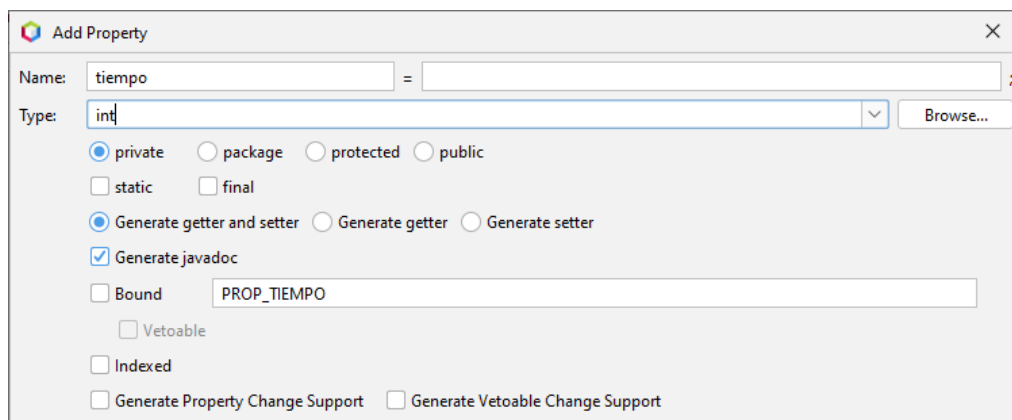 Add Property
Name: tiempo = ;
Type: int Browse...
private package protected public
static final
Generate getter and setter Generate getter Generate setter
Generate javadoc
Bound PROP_TIEMPO
Vetoable
Indexed
Generate Property Change Support Generate Vetoable Change Support